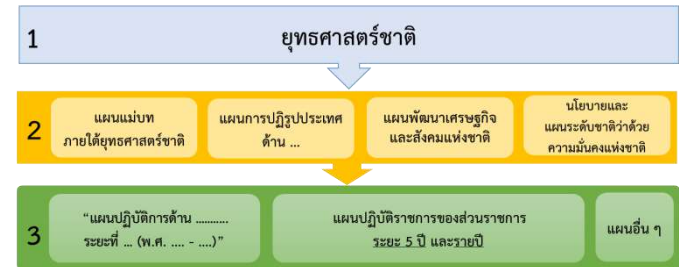 1
ยุทธศาสตร์ชาติ
2
แผนแม่บท
ภายใต้ยุทธศาสตร์ชาติ
แผนการปฏิรูปประเทศ
ด้าน ...
แผนพัฒนาเศรษฐกิจ
และสังคมแห่งชาติ
นโยบายและ
แผนระดับชาติว่าด้วย
ความมั่นคงแห่งชาติ
3
“แผนปฏิบัติการด้าน ...........
ระยะที่ ... (พ.ศ. .... - ....)”
แผนปฏิบัติราชการของส่วนราชการ
ระยะ 5 ปี และรายปี
แผนอื่น ๆ